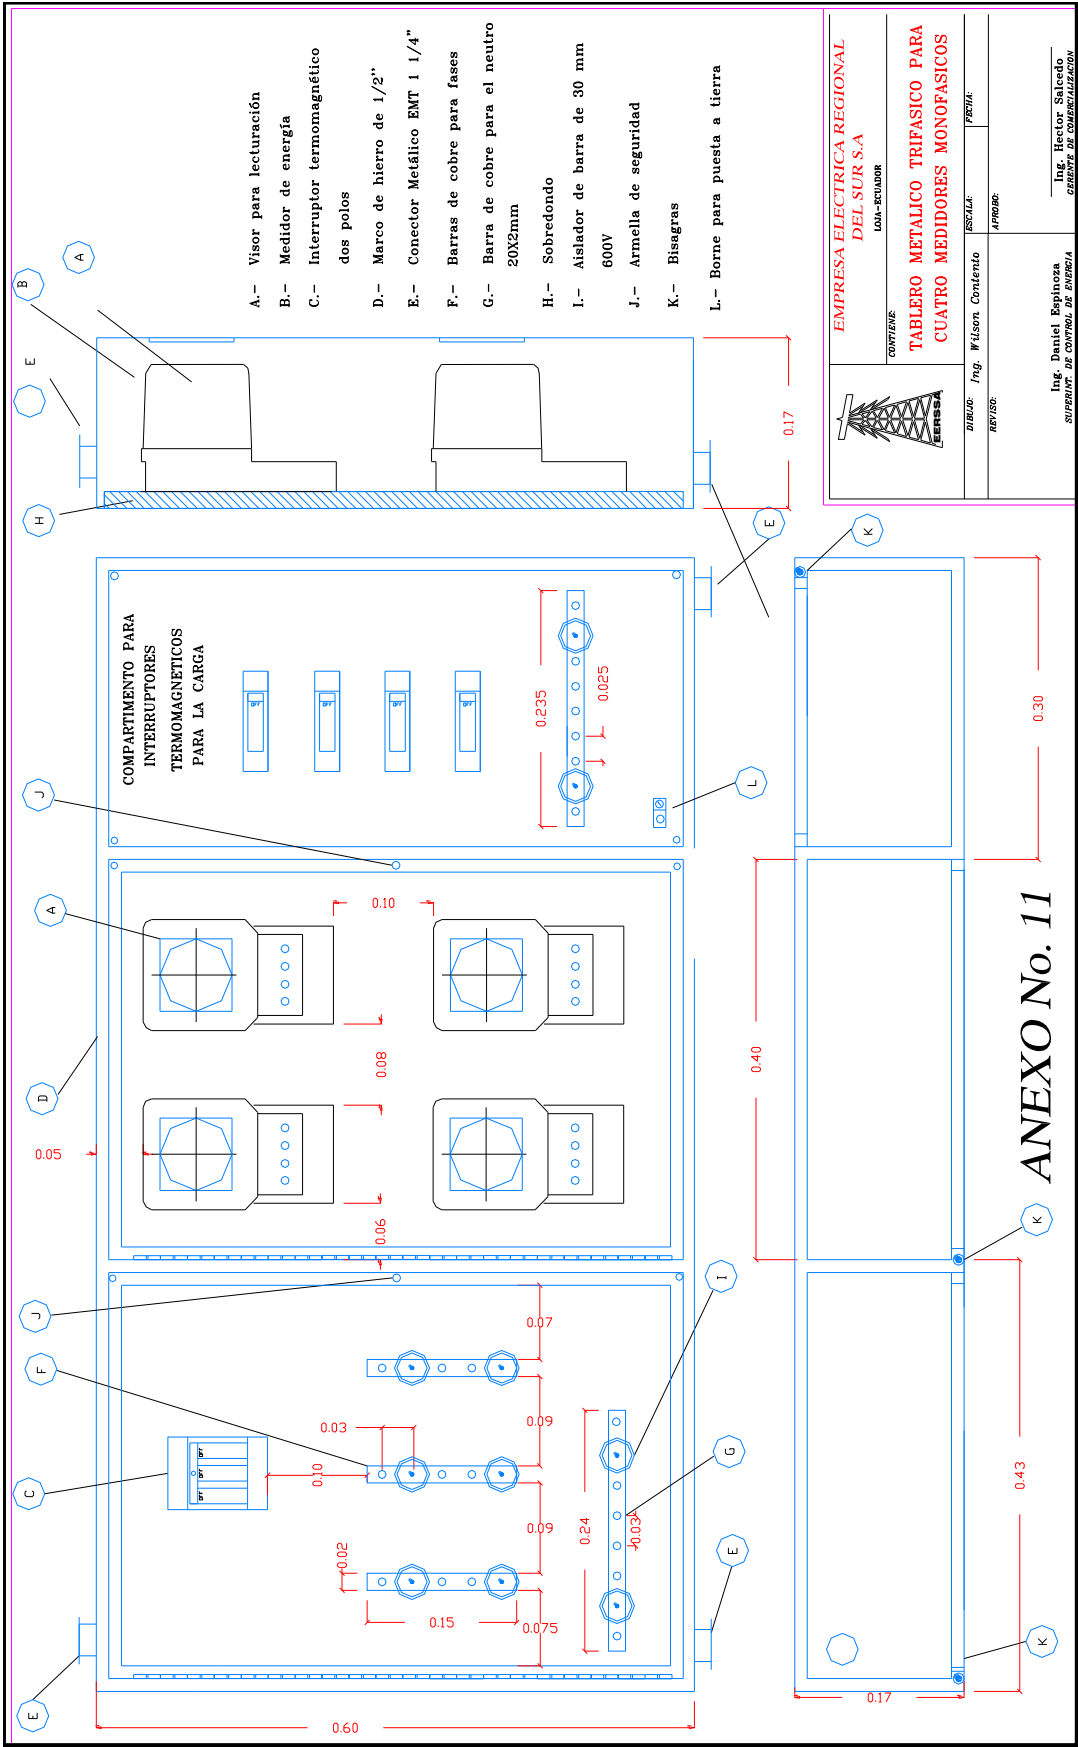 A.- Visor para lecturación
B.- Medidor de energía
C.- Interruptor termomagnético
dos polos
D.- Marco de hierro de 1/2''
E.- Conector Metálico EMT 1 1/4"
F.- Barras de cobre para fases
G.- Barra de cobre para el neutro
20X2mm
H.- Sobredondo
I.- Aislador de barra de 30 mm
600V
J.- Armella de seguridad
K.- Bisagras
L.- Borne para puesta a tierra
EMPRESA ELECTRICA REGIONAL
DEL SUR S.A
LOJA-ECUADOR
CONTIENE:
TABLERO METALICO TRIFASICO PARA
CUATRO MEDIDORES MONOFASICOS
EERSSA
DIBUJO: Ing. Wilson Contento
ESCALA:
FECHA:
REVISO:
APROBO:
Ing. Daniel Espinoza
SUPERINT. DE CONTROL DE ENERGIA
Ing. Hector Salcedo
GERENTE DE COMERCIALIZACION
COMPARTIMENTO PARA
INTERRUPTORES
TERMOMAGNETICOS
PARA LA CARGA
OFF
OFF
OFF
OFF
OFF
OFF
OFF
A
B
E
H
E
K
J
L
A
D
J
F
C
E
I
G
E
K
K
0.17
0.235
0.025
0.30
0.10
0.08
0.40
0.05
0.06
0.07
0.03
0.09
0.10
0.09
0.02
0.15
0.075
0.24
0.03
0.43
0.17
0.60
ANEXO No. 11